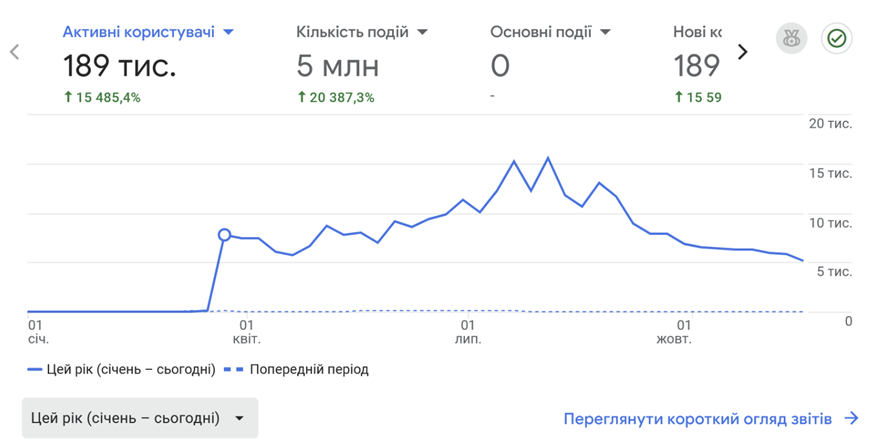 Активні користувачі
189 тис.
15 485,4%
Кількість подій
5 млн
20 387,3%
Основні події
0
-
Нові кс
189
15 59
20 тис.
15 тис.
10 тис.
5 тис.
0
01
січ.
01
квіт.
01
лип.
01
жовт.
Цей рік (січень – сьогодні)
Попередній період
Цей рік (січень – сьогодні)
Переглянути короткий огляд звітів